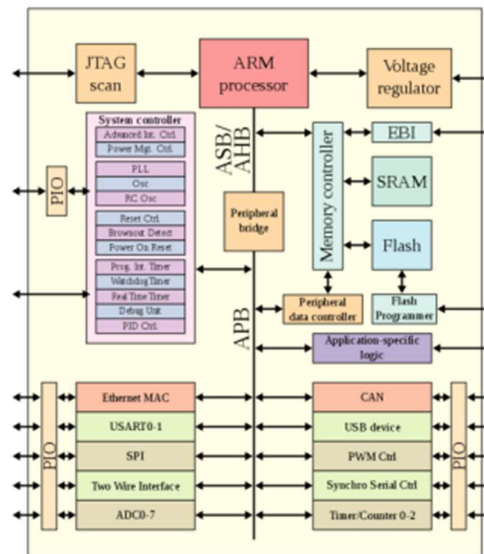 JTAG
scan
ARM
processor
Voltage
regulator
System controller
Advanced Int. Ctrl
Power Mgt. Ctrl
PLL
Osc
RC Osc
Reset Ctrl
Brownout Detect
Power On Reset
Prog. Int. Timer
Watchdog Timer
Real Time Timer
Debug Unit
PID Ctrl
PIO
ASB/
AHB
Peripheral
bridge
APB
Memory controller
EBI
SRAM
Flash
Peripheral
data controller
Flash
Programmer
Application-specific
logic
PIO
Ethernet MAC
USART0-1
SPI
Two Wire Interface
ADC0-7
CAN
USB device
PWM Ctrl
Synchro Serial Ctrl
Timer/Counter 0-2
PIO